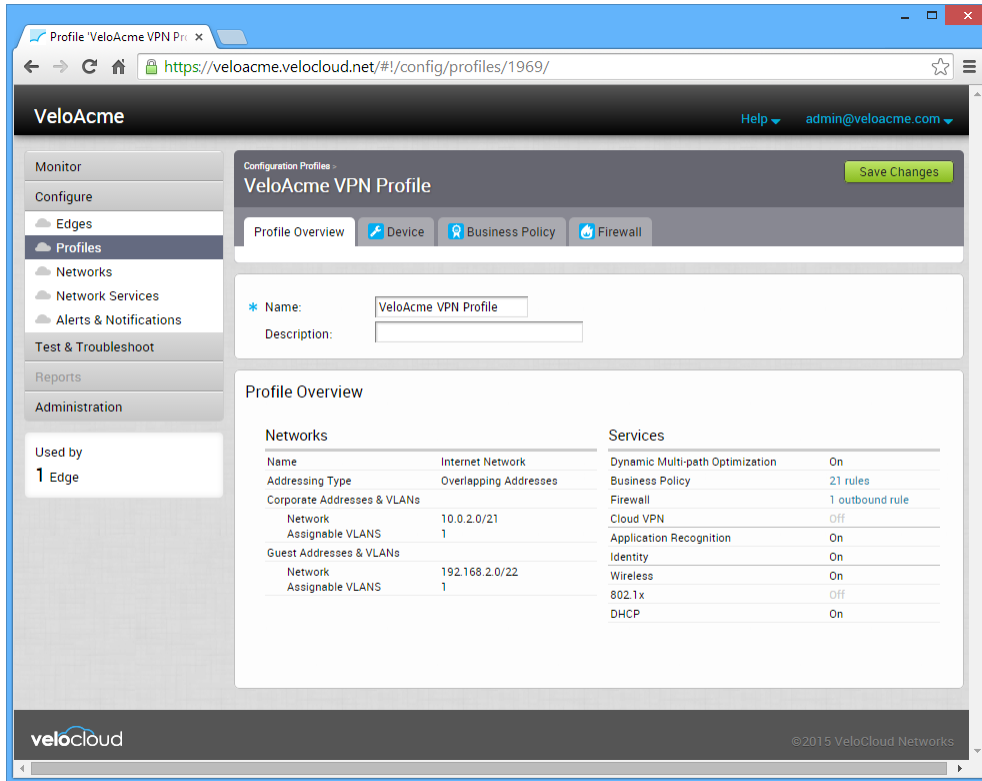 Profile 'VeloAcme VPN Pro
https://veloacme.velocloud.net/#!/config/profiles/1969/
VeloAcme
Help
admin@veloacme.com
Monitor
Configure
Edges
Profiles
Networks
Network Services
Alerts & Notifications
Test & Troubleshoot
Reports
Administration
Used by
1 Edge
Configuration Profiles >
VeloAcme VPN Profile
Save Changes
Profile Overview
Device
Business Policy
Firewall
* Name: VeloAcme VPN Profile
Description:
Profile Overview
Networks
Name Internet Network
Addressing Type Overlapping Addresses
Corporate Addresses & VLANs
Network 10.0.2.0/21
Assignable VLANS 1
Guest Addresses & VLANs
Network 192.168.2.0/22
Assignable VLANS 1
Services
Dynamic Multi-path Optimization On
Business Policy 21 rules
Firewall 1 outbound rule
Cloud VPN Off
Application Recognition On
Identity On
Wireless On
802.1x Off
DHCP On
velocloud
©2015 VeloCloud Networks